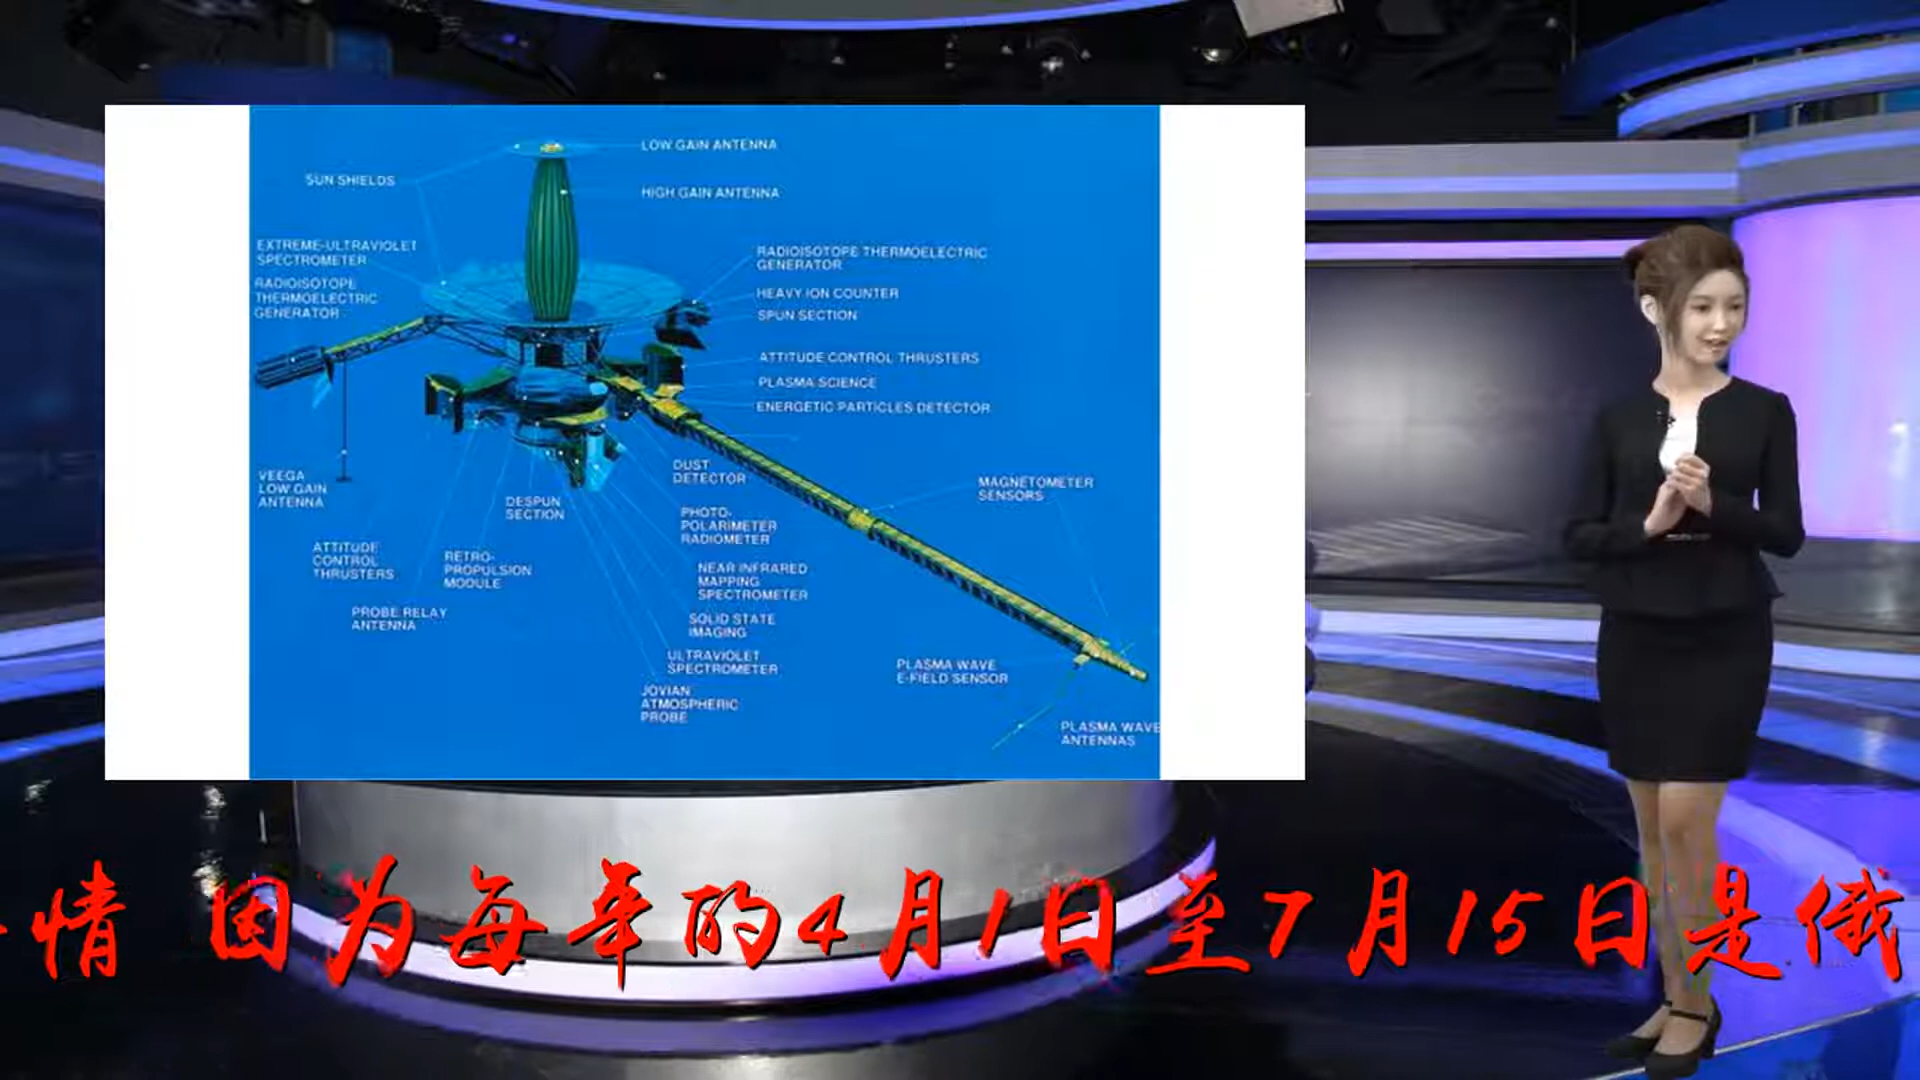 LOW GAIN ANTENNA
SUN SHIELDS
HIGH GAIN ANTENNA
EXTREME-ULTRAVIOLET
SPECTROMETER
RADIOISOTOPE THERMOELECTRIC
GENERATOR
RADIOISOTOPE
THERMOELECTRIC
GENERATOR
HEAVY ION COUNTER
SPUN SECTION
ATTITUDE CONTROL THRUSTERS
PLASMA SCIENCE
ENERGETIC PARTICLES DETECTOR
DUST
DETECTOR
MAGNETOMETER
SENSORS
VEEGA
LOW GAIN
ANTENNA
DESPUN
SECTION
PHOTO-
POLARIMETER
RADIOMETER
ATTITUDE
CONTROL
THRUSTERS
RETRO-
PROPULSION
MODULE
NEAR INFRARED
MAPPING
SPECTROMETER
PROBE RELAY
ANTENNA
SOLID STATE
IMAGING
ULTRAVIOLET
SPECTROMETER
PLASMA WAVE
E-FIELD SENSOR
JOVIAN
ATMOSPHERIC
PROBE
PLASMA WAVE
ANTENNAS
情 因为每年的4月1日至7月15日是俄